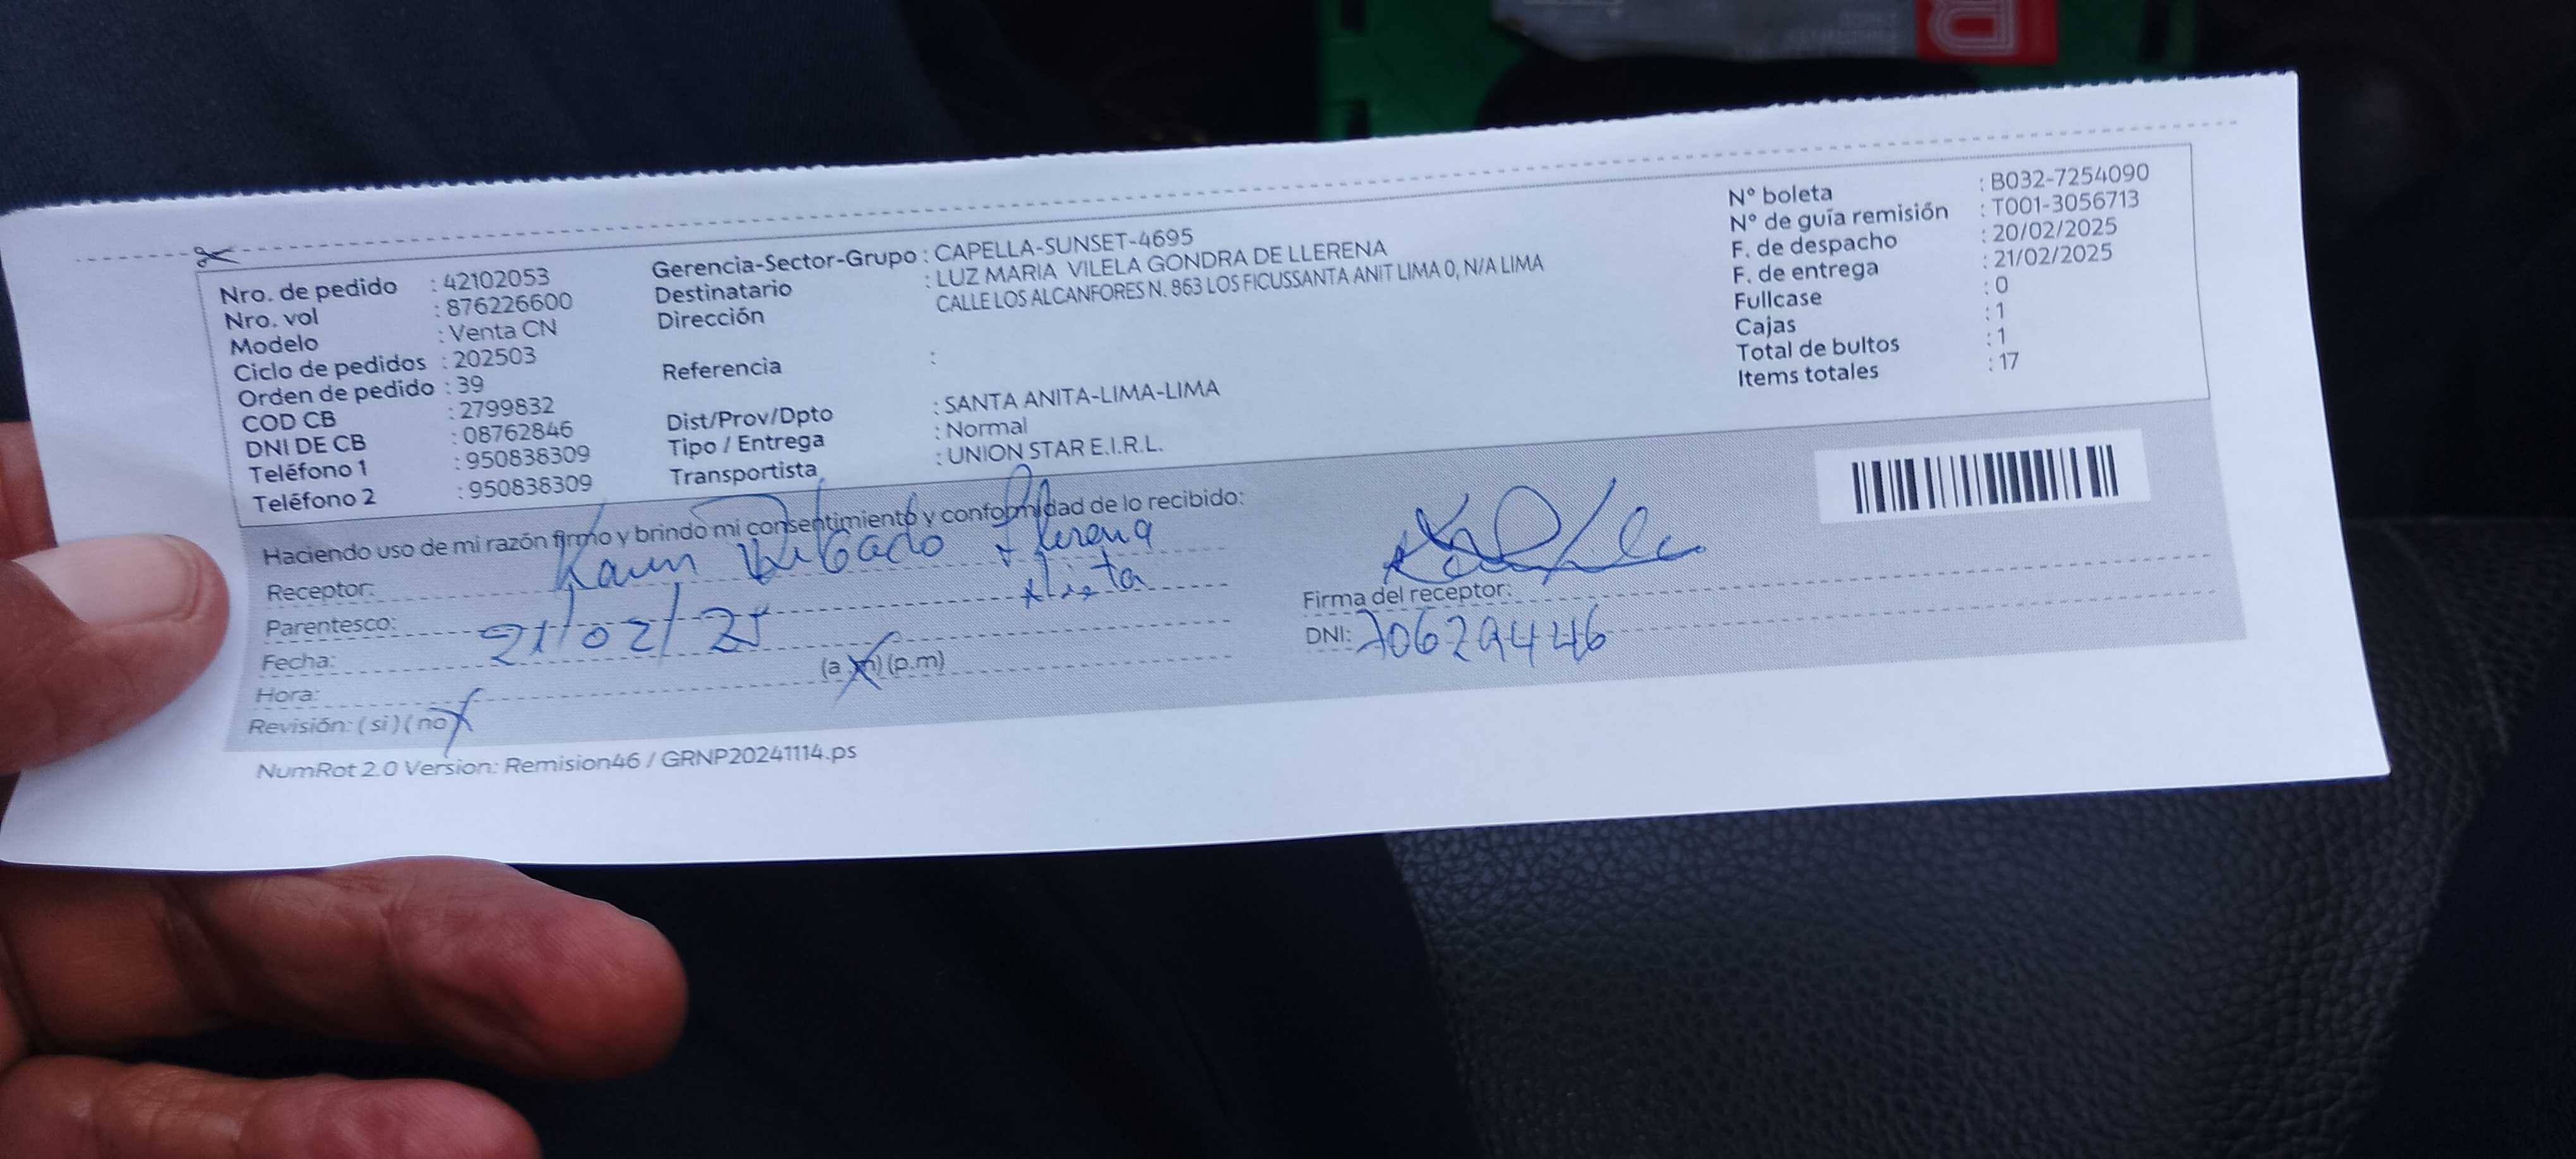 Nro. de pedido : 42102053
Nro. vol : 876226600
Modelo : Venta CN
Ciclo de pedidos : 202503
Orden de pedido : 39
COD CB : 2799832
DNI DE CB : 08762846
Teléfono 1 : 950838309
Teléfono 2 : 950838309
Gerencia-Sector-Grupo : CAPELLA-SUNSET-4695
Destinatario : LUZ MARIA VILELA GONDRA DE LLERENA
Dirección CALLE LOS ALCANFORES N. 863 LOS FICUSSANTA ANIT LIMA 0, N/A LIMA
Referencia :
Dist/Prov/Dpto : SANTA ANITA-LIMA-LIMA
Tipo / Entrega : Normal
Transportista : UNION STAR E.I.R.L.
N° boleta : B032-7254090
N° de guía remisión : T001-3056713
F. de despacho : 20/02/2025
F. de entrega : 21/02/2025
Fullcase : 0
Cajas : 1
Total de bultos : 1
Items totales : 17
Haciendo uso de mi razón firmo y brindo mi consentimiento y conformidad de lo recibido:
Receptor: Karen Delgado Llerena
Parentesco: Nieta
Fecha: 21/02/25
Hora: (a.m) (p.m)
Revisión: (si) (no)
Firma del receptor:
DNI: 70629446
NumRot 2.0 Version: Remision46 / GRNP20241114.ps